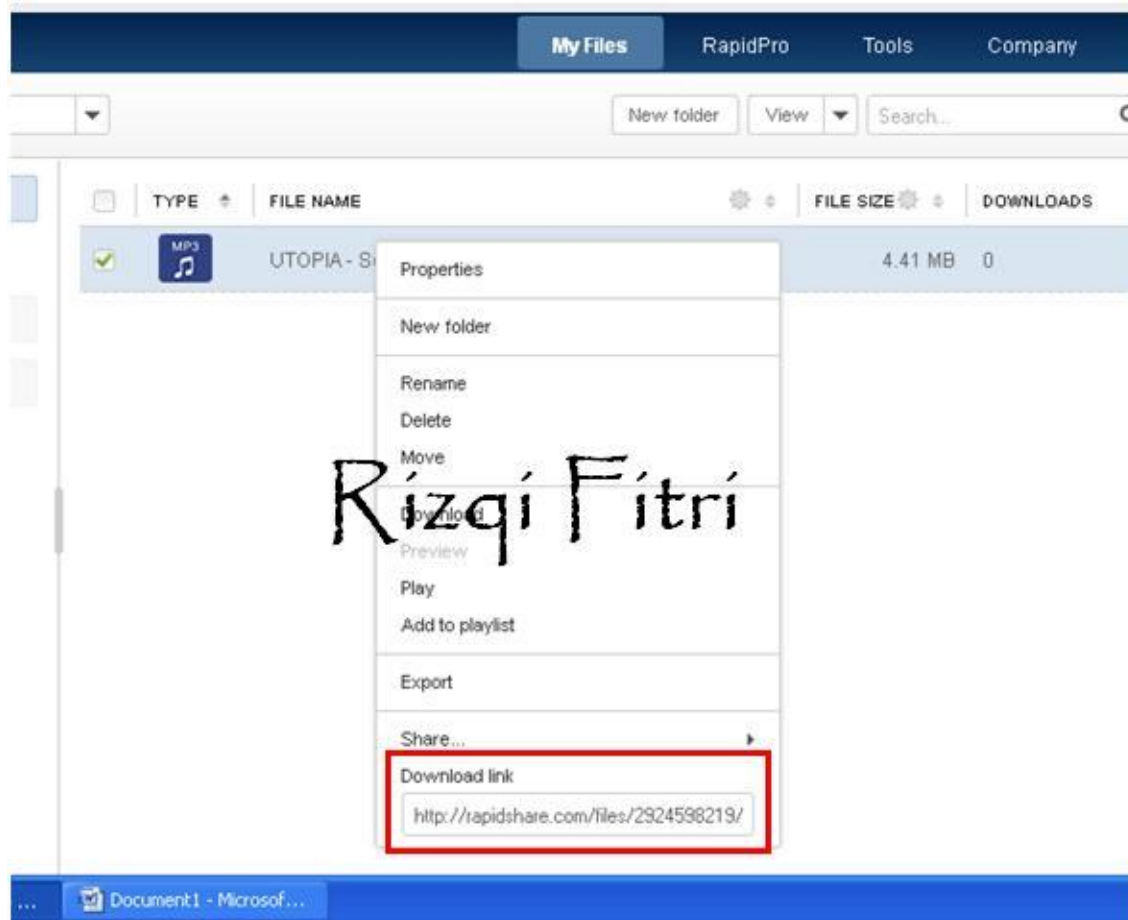 My Files RapidPro Tools Company
New folder View Search...
TYPE FILE NAME FILE SIZE DOWNLOADS
MP3 UTOPIA - 4.41 MB 0
Properties
New folder
Rename
Delete
Move
Rizqi Fitri
Download
Preview
Play
Add to playlist
Export
Share...
Download link
http://rapidshare.com/files/2924598219/
... Document1 - Microsof...